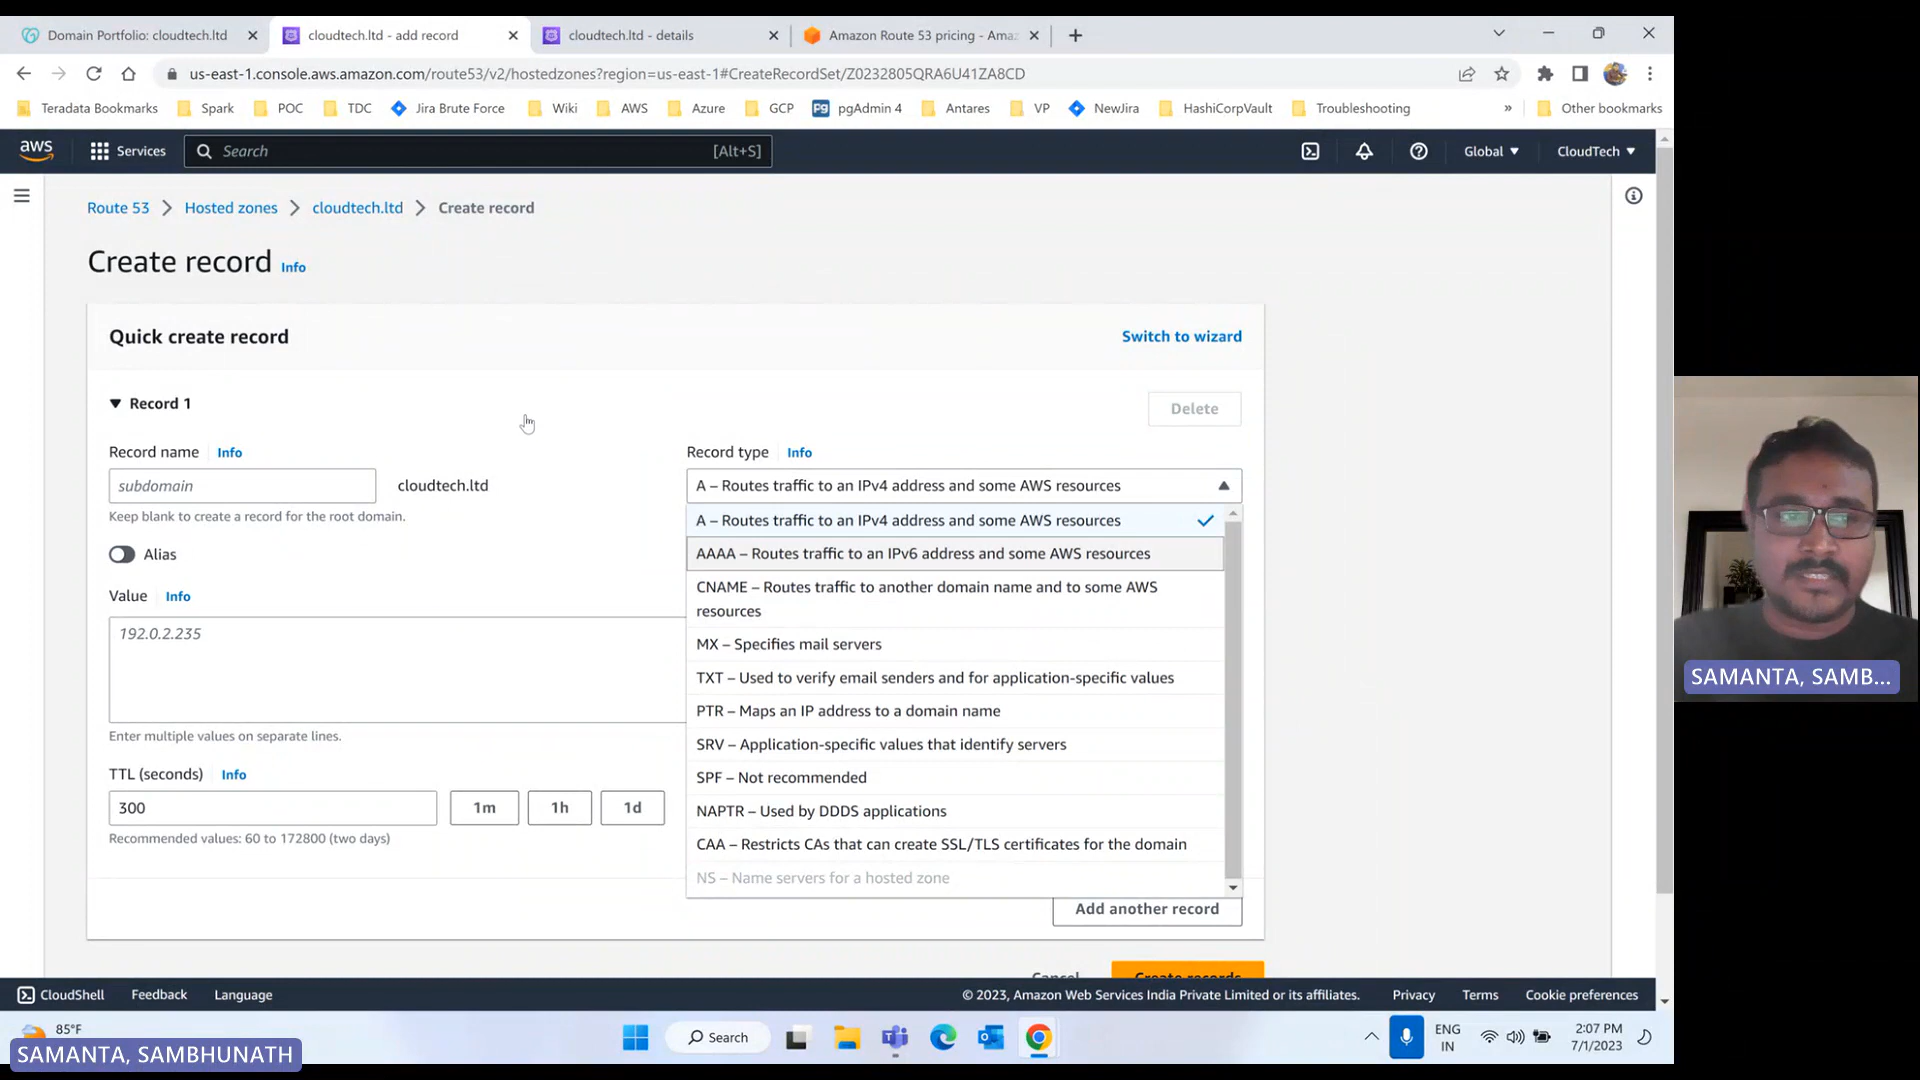 Domain Portfolio: cloudtech.ltd
cloudtech.ltd - add record
cloudtech.ltd - details
Amazon Route 53 pricing - Ama
us-east-1.console.aws.amazon.com/route53/v2/hostedzones?region=us-east-1#CreateRecordSet/Z0232805QRA6U41ZA8CD
Teradata Bookmarks Spark POC TDC Jira Brute Force Wiki AWS Azure GCP pgAdmin 4 Antares VP NewJira HashiCorpVault Troubleshooting » Other bookmarks
aws Services Search [Alt+S] Global CloudTech
Route 53 Hosted zones cloudtech.ltd Create record
Create record Info
Quick create record Switch to wizard
Record 1 Delete
Record name Info Record type Info
subdomain cloudtech.ltd A – Routes traffic to an IPv4 address and some AWS resources
Keep blank to create a record for the root domain. A – Routes traffic to an IPv4 address and some AWS resources
Alias AAAA – Routes traffic to an IPv6 address and some AWS resources
Value Info CNAME – Routes traffic to another domain name and to some AWS
resources
192.0.2.235 MX – Specifies mail servers
TXT – Used to verify email senders and for application-specific values
PTR – Maps an IP address to a domain name
Enter multiple values on separate lines. SRV – Application-specific values that identify servers
TTL (seconds) Info SPF – Not recommended
300 1m 1h 1d NAPTR – Used by DDDS applications
Recommended values: 60 to 172800 (two days) CAA – Restricts CAs that can create SSL/TLS certificates for the domain
NS – Name servers for a hosted zone
Add another record
Cancel Create records
CloudShell Feedback Language © 2023, Amazon Web Services India Private Limited or its affiliates. Privacy Terms Cookie preferences
85°F Search ENG 2:07 PM
IN 7/1/2023
SAMANTA, SAMBHUNATH
SAMANTA, SAMB...